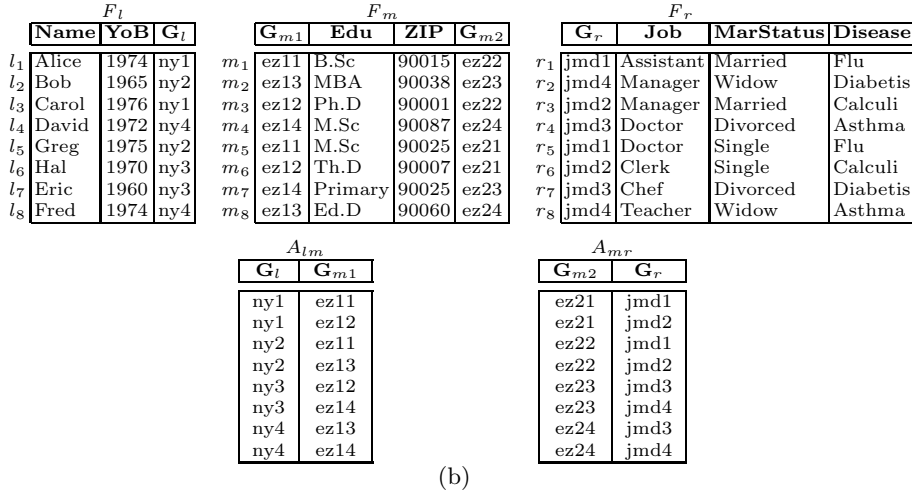 F_l F_m F_r
Name YoB G_l G_m1 Edu ZIP G_m2 G_r Job MarStatus Disease
l_1 Alice 1974 ny1 m_1 ez11 B.Sc 90015 ez22 r_1 jmd1 Assistant Married Flu
l_2 Bob 1965 ny2 m_2 ez13 MBA 90038 ez23 r_2 jmd4 Manager Widow Diabetis
l_3 Carol 1976 ny1 m_3 ez12 Ph.D 90001 ez22 r_3 jmd2 Manager Married Calculi
l_4 David 1972 ny4 m_4 ez14 M.Sc 90087 ez24 r_4 jmd3 Doctor Divorced Asthma
l_5 Greg 1975 ny2 m_5 ez11 M.Sc 90025 ez21 r_5 jmd1 Doctor Single Flu
l_6 Hal 1970 ny3 m_6 ez12 Th.D 90007 ez21 r_6 jmd2 Clerk Single Calculi
l_7 Eric 1960 ny3 m_7 ez14 Primary 90025 ez23 r_7 jmd3 Chef Divorced Diabetis
l_8 Fred 1974 ny4 m_8 ez13 Ed.D 90060 ez24 r_8 jmd4 Teacher Widow Asthma
A_lm A_mr
G_l G_m1 G_m2 G_r
ny1 ez11 ez21 jmd1
ny1 ez12 ez21 jmd2
ny2 ez11 ez22 jmd1
ny2 ez13 ez22 jmd2
ny3 ez12 ez23 jmd3
ny3 ez14 ez23 jmd4
ny4 ez13 ez24 jmd3
ny4 ez14 ez24 jmd4
(b)